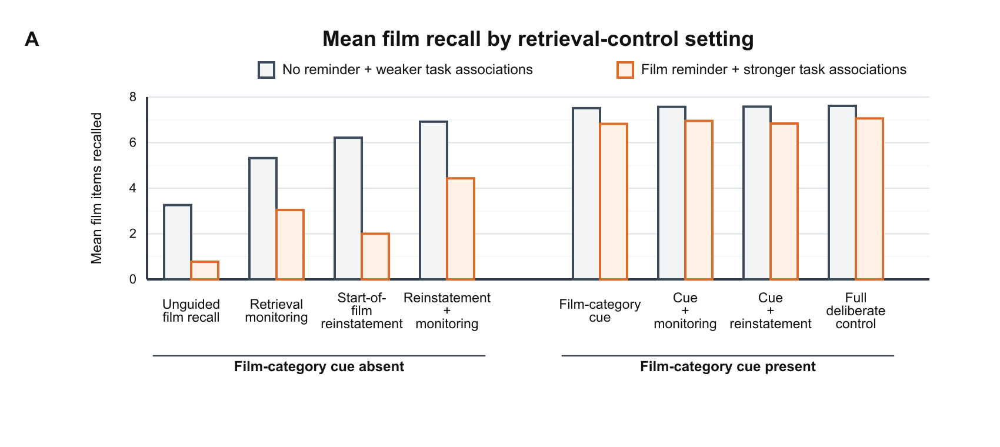 A
Mean film recall by retrieval-control setting
No reminder + weaker task associations
Film reminder + stronger task associations
Mean film items recalled
8
6
4
2
0
Unguided
film recall
Retrieval
monitoring
Start-of-
film
reinstatement
Reinstatement
+
monitoring
Film-category
cue
Cue
+
monitoring
Cue
+
reinstatement
Full
deliberate
control
Film-category cue absent
Film-category cue present